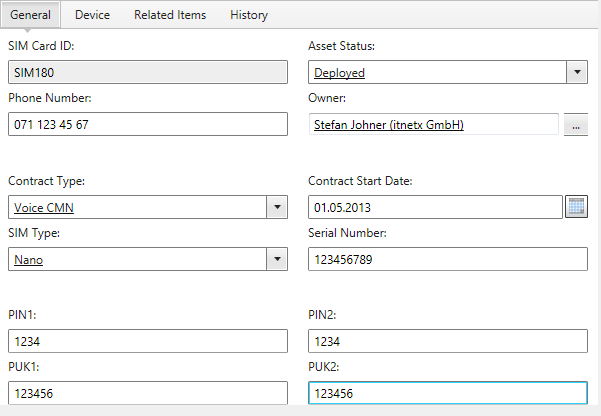 General Device Related Items History
SIM Card ID: Asset Status:
SIM180 Deployed
Phone Number: Owner:
071 123 45 67 Stefan Johner (itnetx GmbH) ...
Contract Type: Contract Start Date:
Voice CMN 01.05.2013
SIM Type: Serial Number:
Nano 123456789
PIN1: PIN2:
1234 1234
PUK1: PUK2:
123456 123456